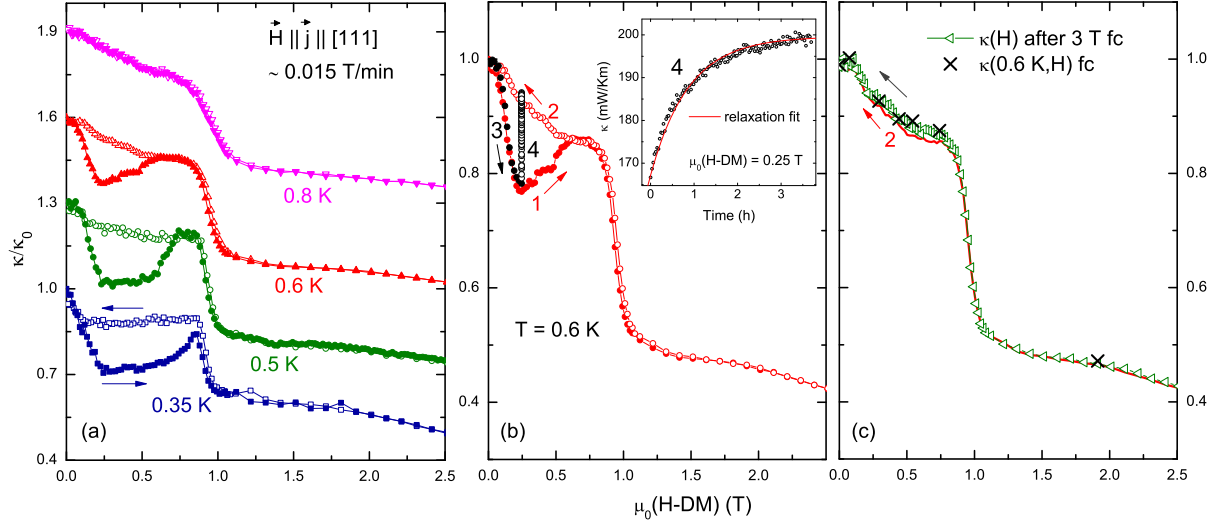 κ/κ₀
1.9
1.6
1.3
1.0
0.7
0.4
H || j || [111]
~ 0.015 T/min
0.8 K
0.6 K
0.5 K
0.35 K
(a)
0.0 0.5 1.0 1.5 2.0 2.5
1.0
0.8
0.6
0.4
3
4
2
1
T = 0.6 K
(b)
0.0 0.5 1.0 1.5 2.0 2.5
μ₀(H-DM) (T)
κ (mW/Km)
200
190
180
170
4
relaxation fit
μ₀(H-DM) = 0.25 T
0 1 2 3
Time (h)
κ(H) after 3 T fc
κ(0.6 K,H) fc
2
(c)
1.0
0.8
0.6
0.4
0.0 0.5 1.0 1.5 2.0 2.5